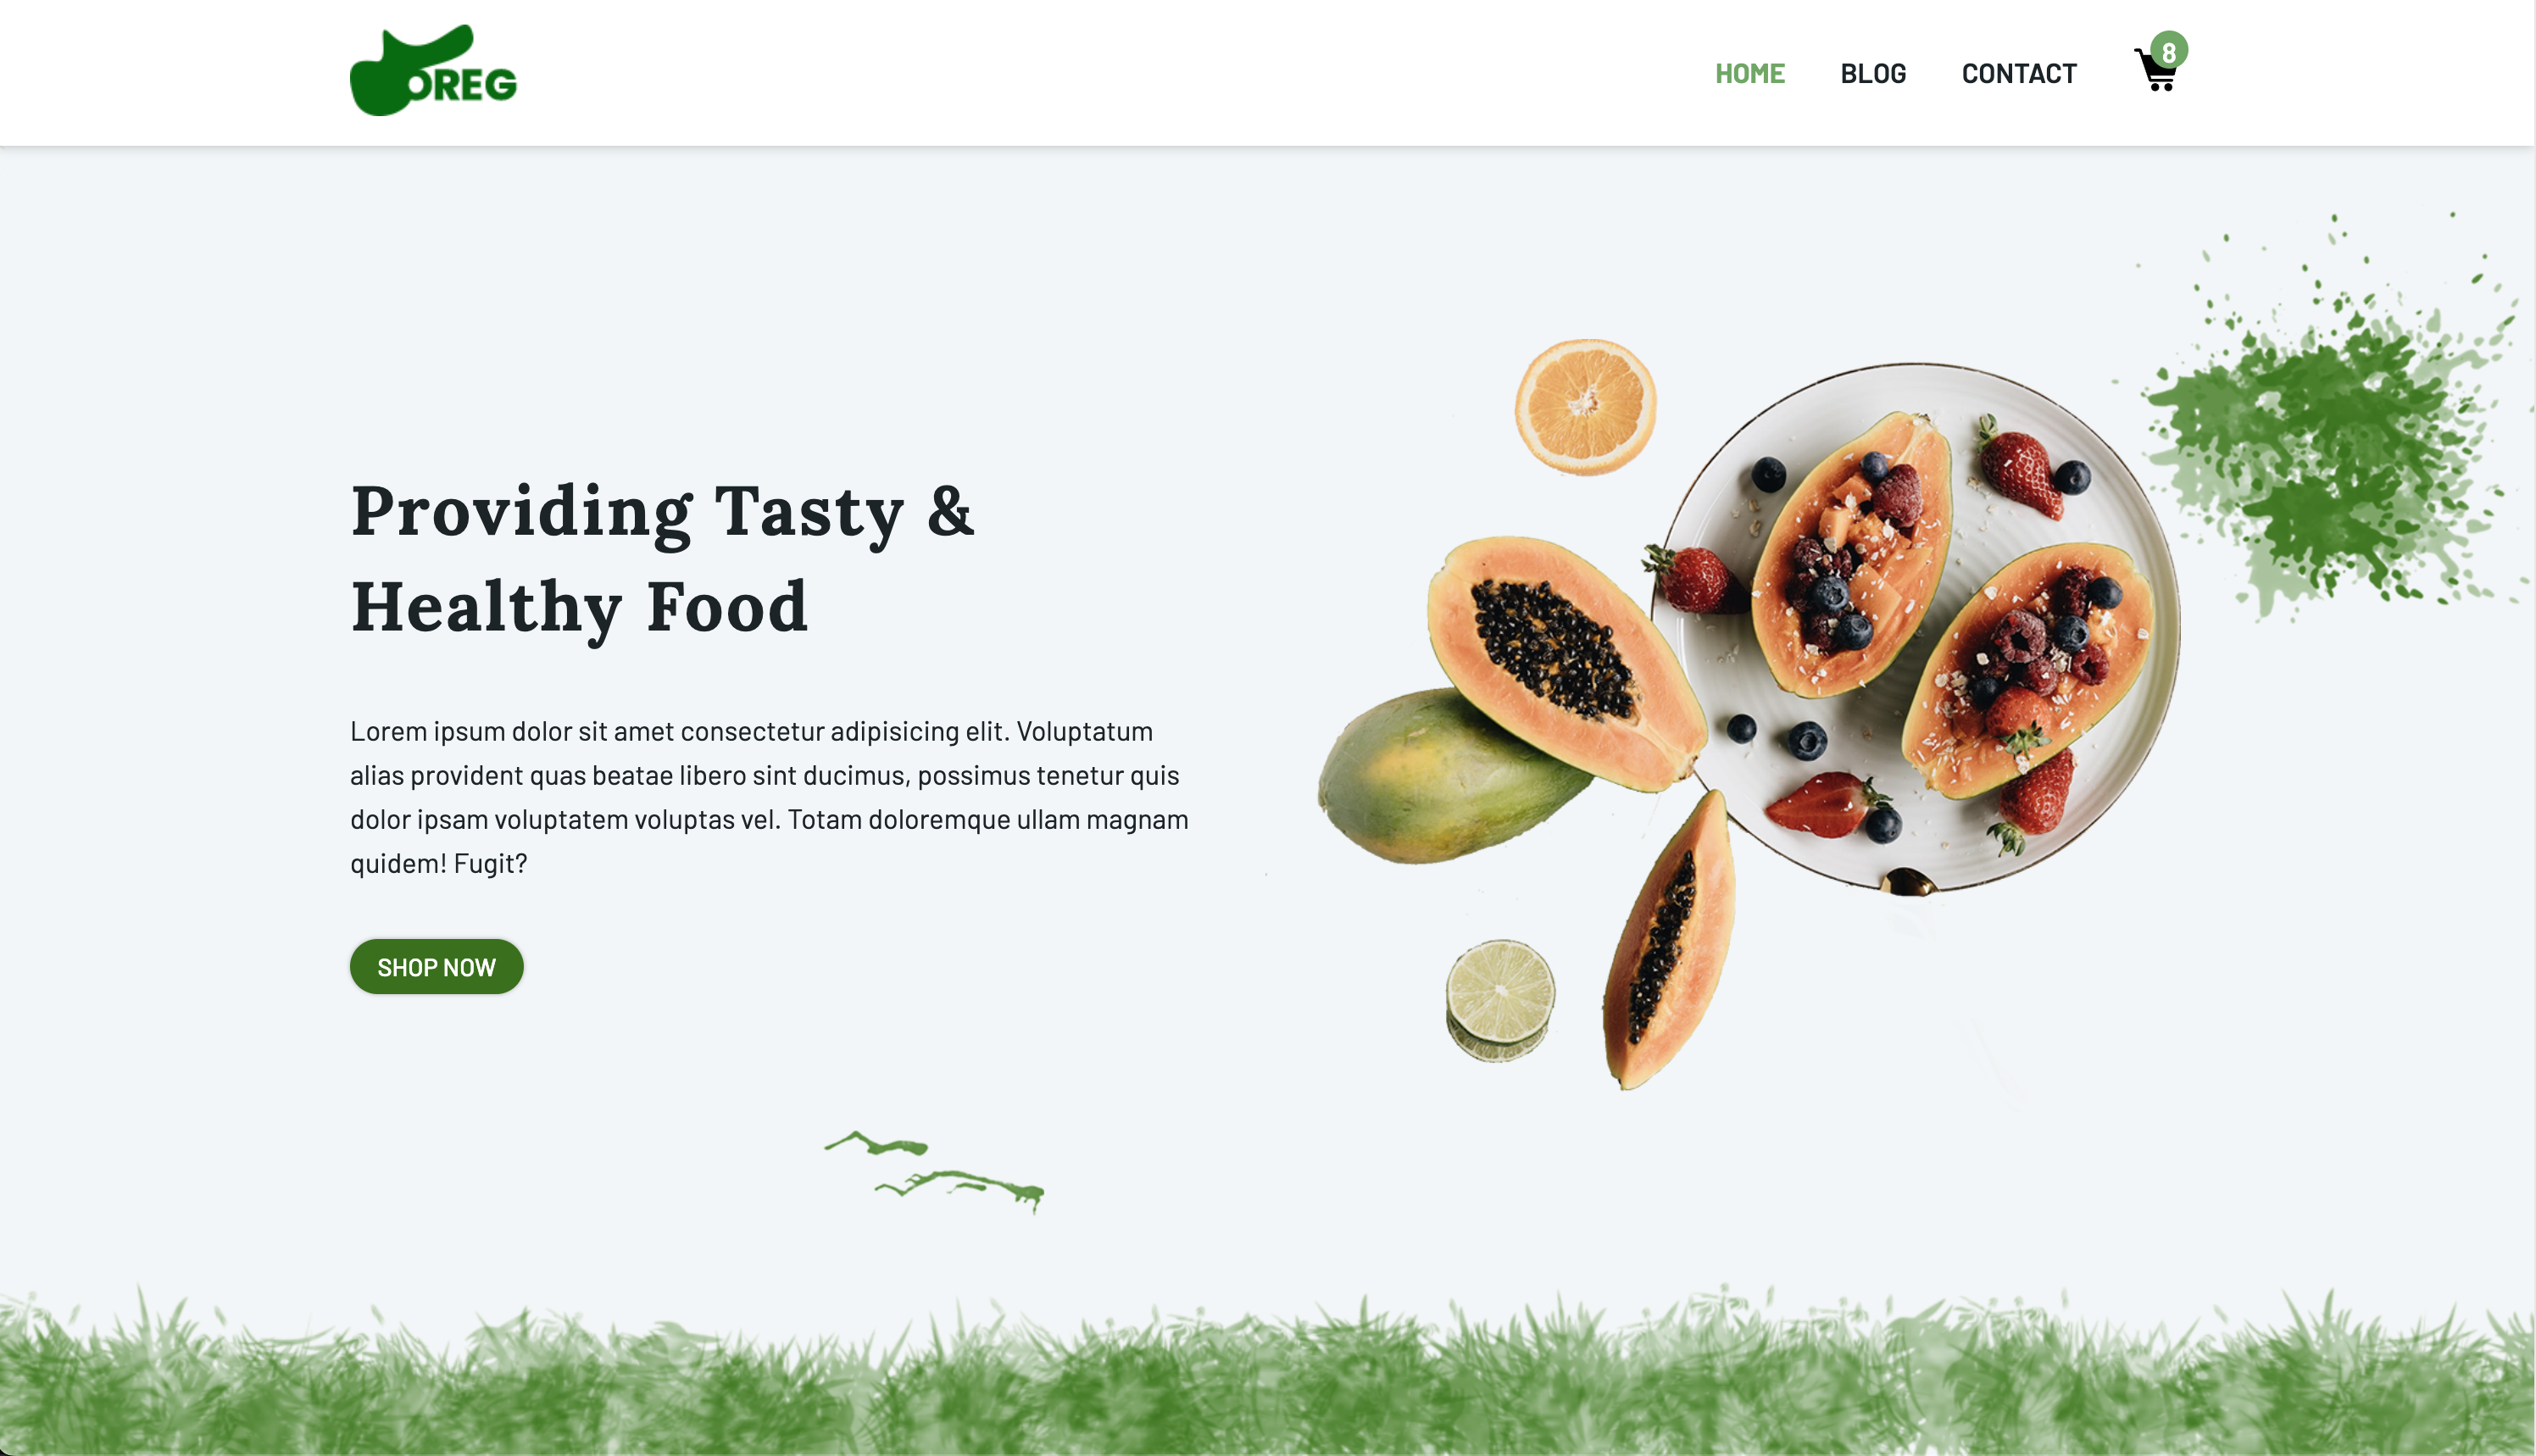 OREG
HOME BLOG CONTACT 8
Providing Tasty &
Healthy Food
Lorem ipsum dolor sit amet consectetur adipisicing elit. Voluptatum
alias provident quas beatae libero sint ducimus, possimus tenetur quis
dolor ipsam voluptatem voluptas vel. Totam doloremque ullam magnam
quidem! Fugit?
SHOP NOW